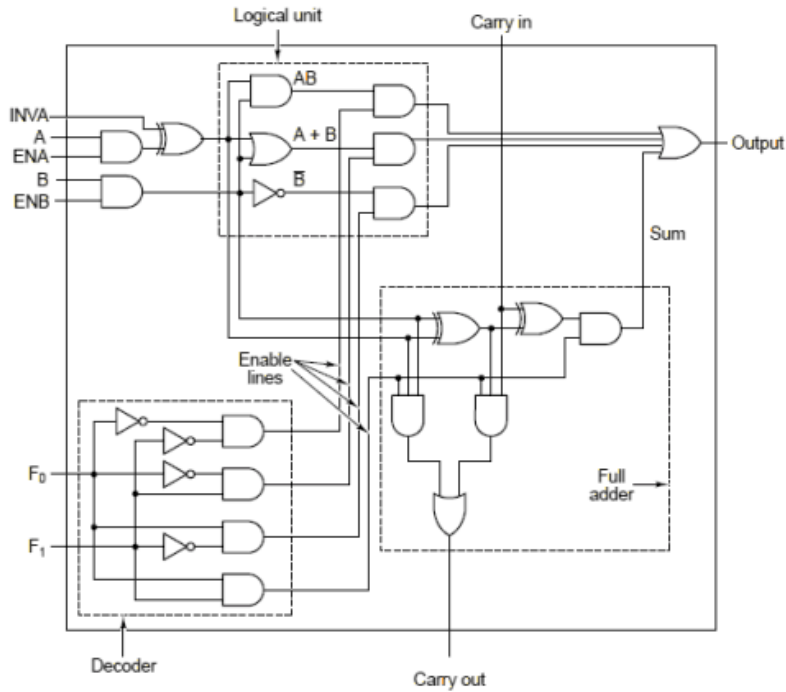 Logical unit
Carry in
INVA
A
ENA
B
ENB
AB
A + B
B̅
Output
Sum
Enable
lines
F₀
F₁
Full
adder
Decoder
Carry out